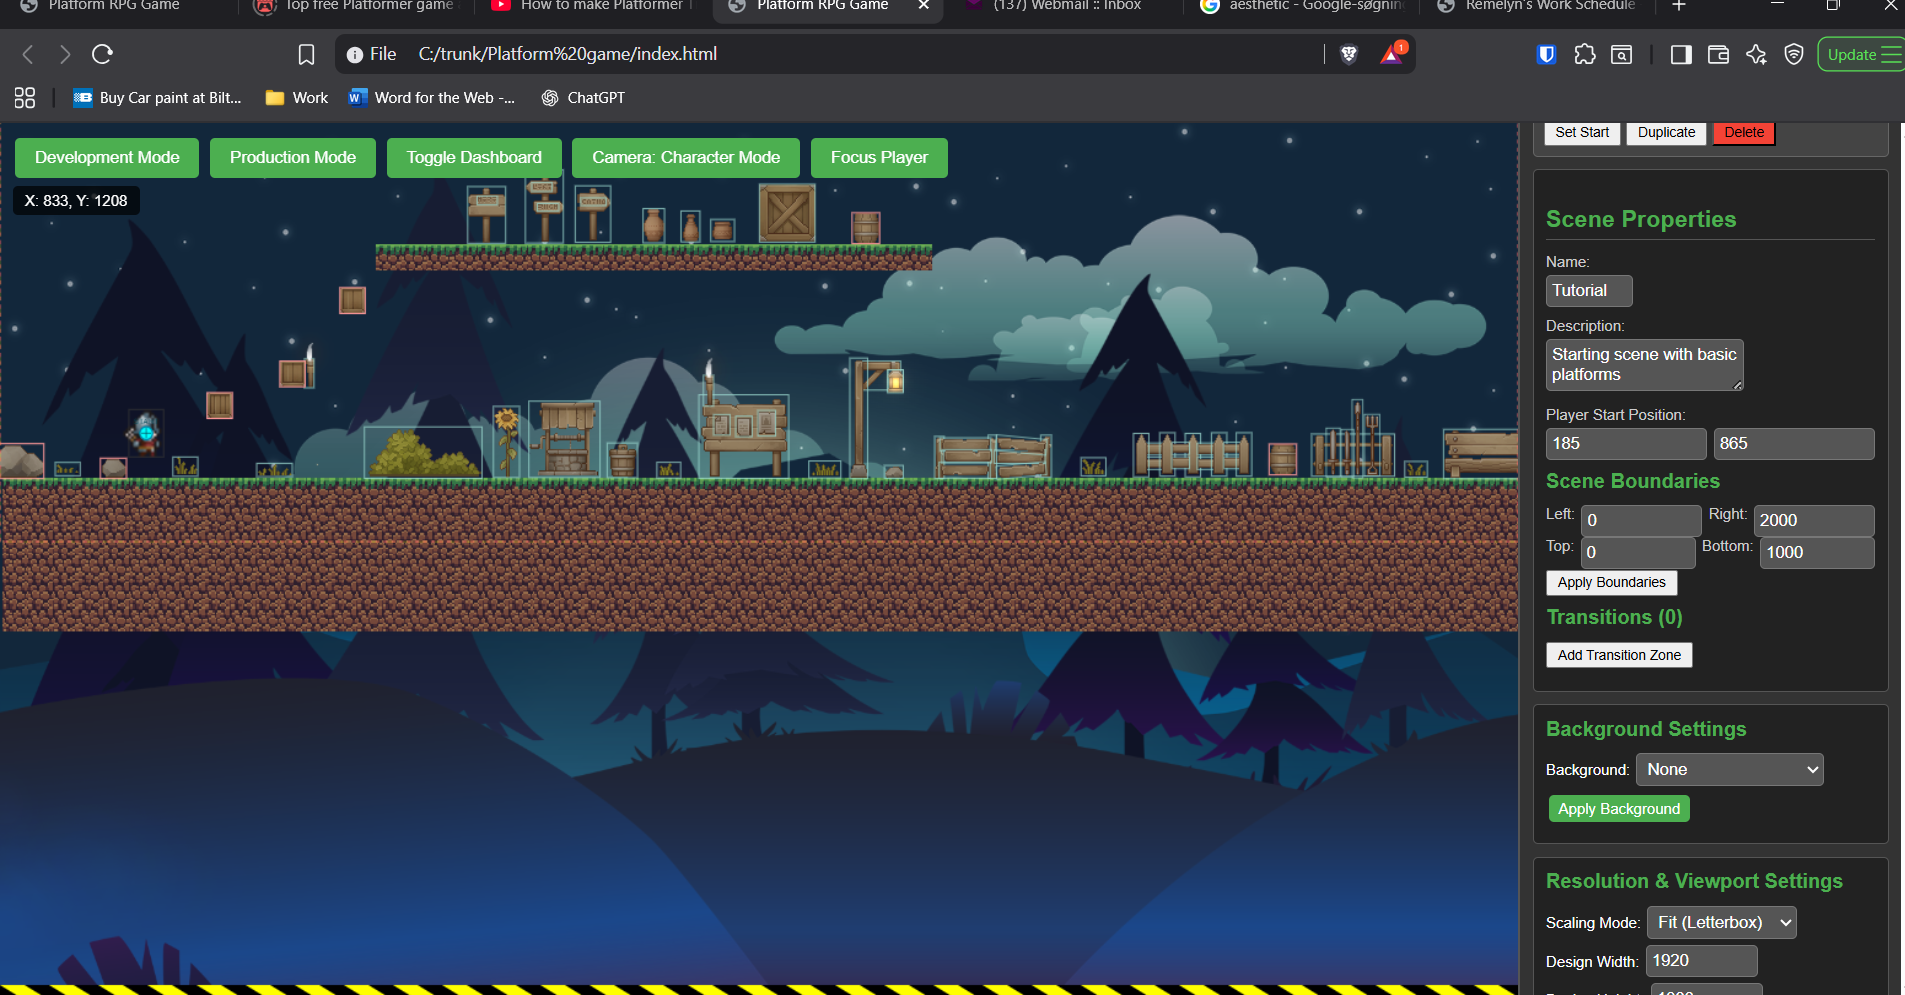 Platform RPG Game
Top free Platformer game
How to make Platformer
Platform RPG Game
(137) Webmail :: Inbox
aesthetic - Google-søgning
Remelyn's Work Schedule
File C:/trunk/Platform%20game/index.html
1
Update
Buy Car paint at Bilt...
Work
Word for the Web -...
ChatGPT
Development Mode
Production Mode
Toggle Dashboard
Camera: Character Mode
Focus Player
X: 833, Y: 1208
Set Start
Duplicate
Delete
Scene Properties
Name:
Tutorial
Description:
Starting scene with basic
platforms
Player Start Position:
185
865
Scene Boundaries
Left: 0 Right: 2000
Top: 0 Bottom: 1000
Apply Boundaries
Transitions (0)
Add Transition Zone
Background Settings
Background: None
Apply Background
Resolution & Viewport Settings
Scaling Mode: Fit (Letterbox)
Design Width: 1920